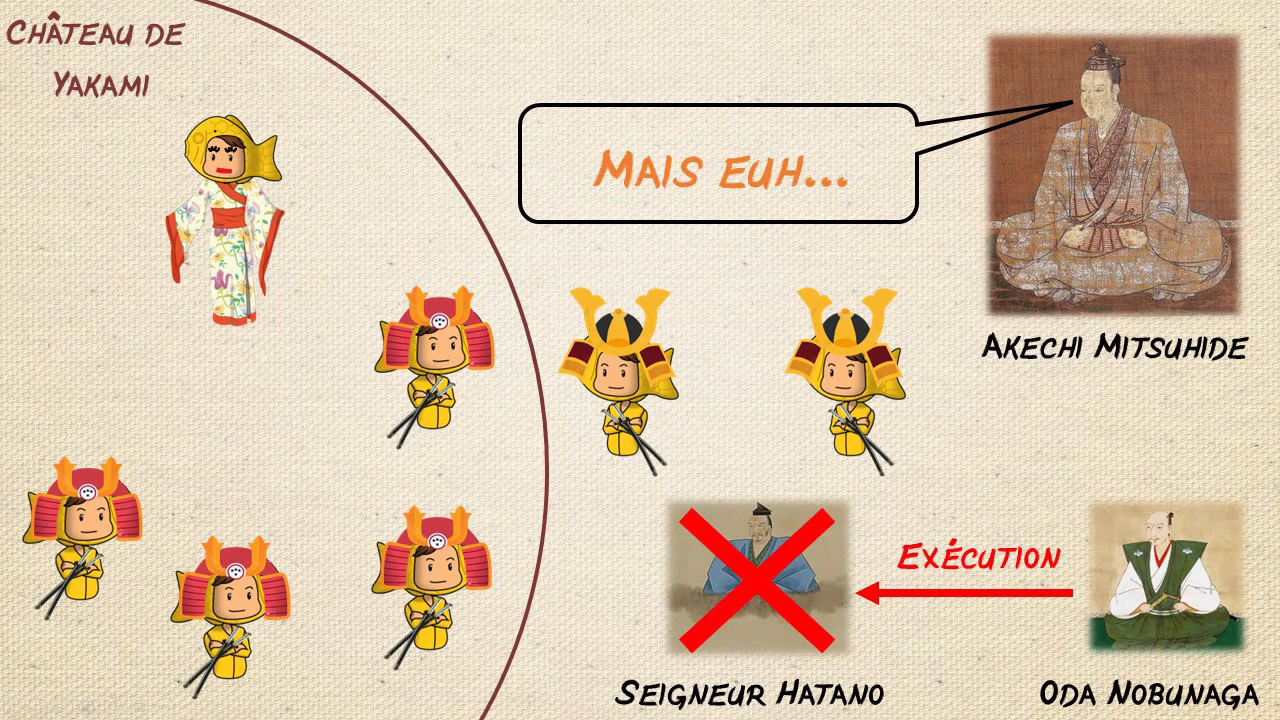 Château de
Yakami
Mais euh...
Akechi Mitsuhide
Exécution
Seigneur Hatano
Oda Nobunaga